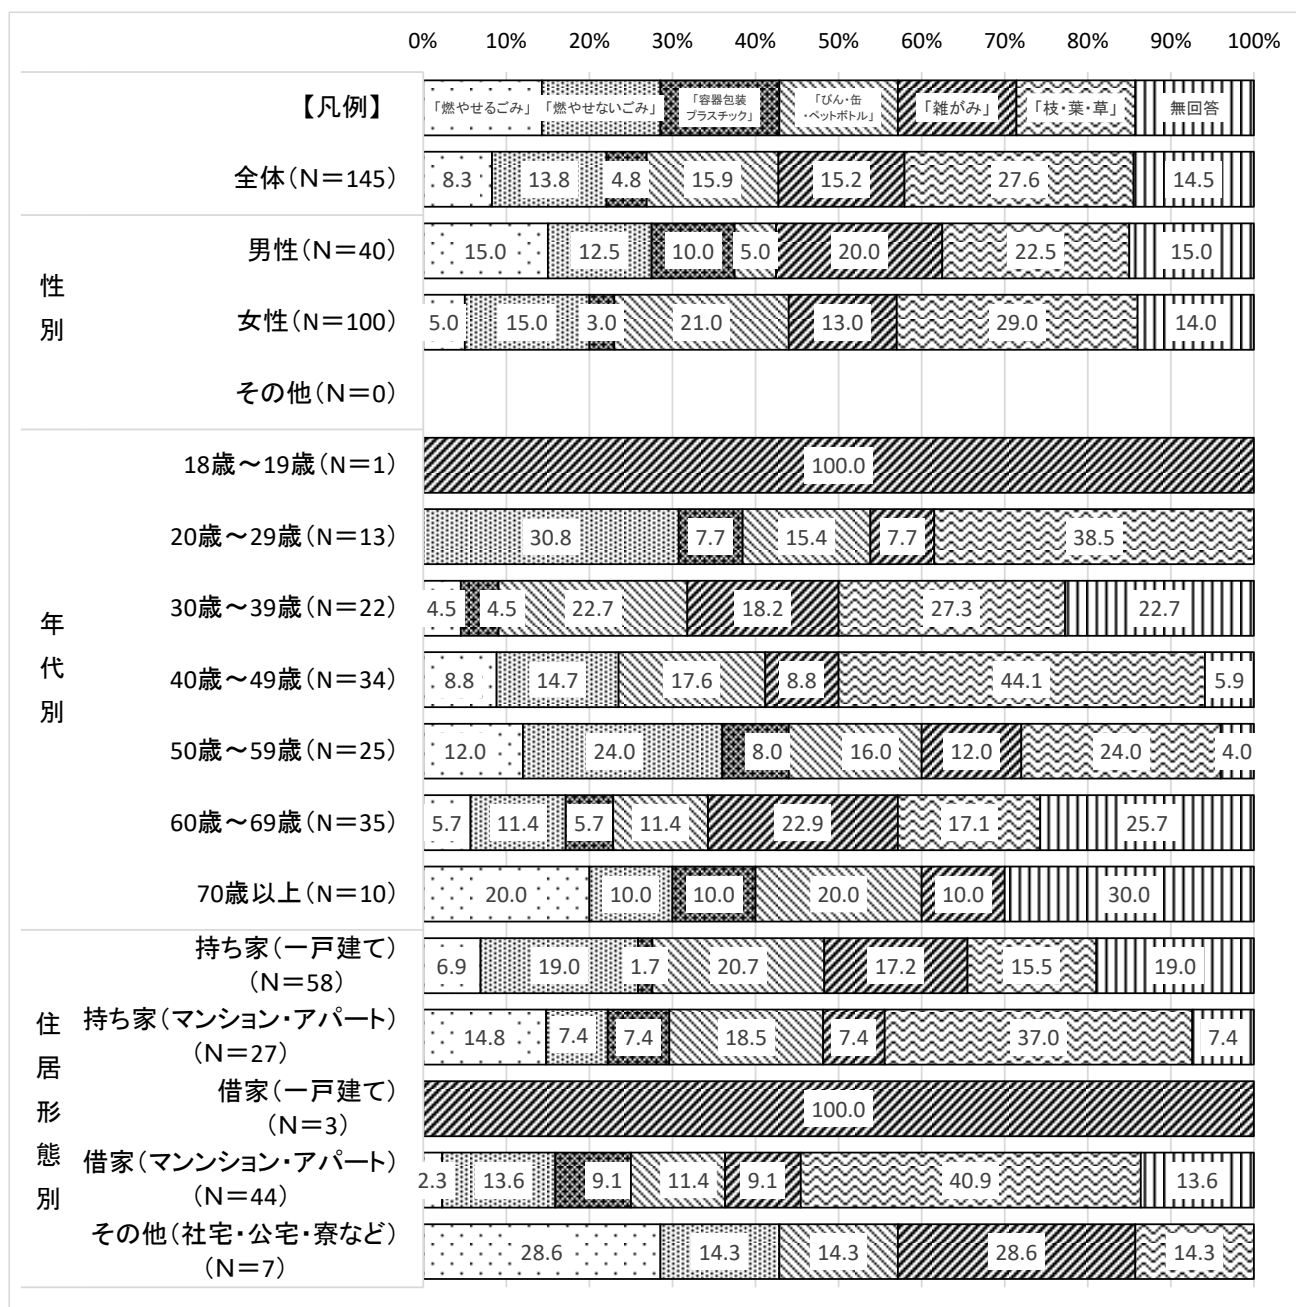 0% 10% 20% 30% 40% 50% 60% 70% 80% 90% 100%
【凡例】
「燃やせるごみ」
「燃やせないごみ」
「容器包装
プラスチック」
「びん・缶
・ペットボトル」
「雑がみ」
「枝・葉・草」
無回答
全体(N=145)
8.3 13.8 4.8 15.9 15.2 27.6 14.5
性別
男性(N=40)
15.0 12.5 10.0 5.0 20.0 22.5 15.0
女性(N=100)
5.0 15.0 3.0 21.0 13.0 29.0 14.0
その他(N=0)
年代別
18歳~19歳(N=1)
100.0
20歳~29歳(N=13)
30.8 7.7 15.4 7.7 38.5
30歳~39歳(N=22)
4.5 4.5 22.7 18.2 27.3 22.7
40歳~49歳(N=34)
8.8 14.7 17.6 8.8 44.1 5.9
50歳~59歳(N=25)
12.0 24.0 8.0 16.0 12.0 24.0 4.0
60歳~69歳(N=35)
5.7 11.4 5.7 11.4 22.9 17.1 25.7
70歳以上(N=10)
20.0 10.0 10.0 20.0 10.0 30.0
住居形態別
持ち家(一戸建て)
(N=58)
6.9 19.0 1.7 20.7 17.2 15.5 19.0
持ち家(マンション・アパート)
(N=27)
14.8 7.4 7.4 18.5 7.4 37.0 7.4
借家(一戸建て)
(N=3)
100.0
借家(マンンション・アパート)
(N=44)
2.3 13.6 9.1 11.4 9.1 40.9 13.6
その他(社宅・公宅・寮など)
(N=7)
28.6 14.3 14.3 28.6 14.3